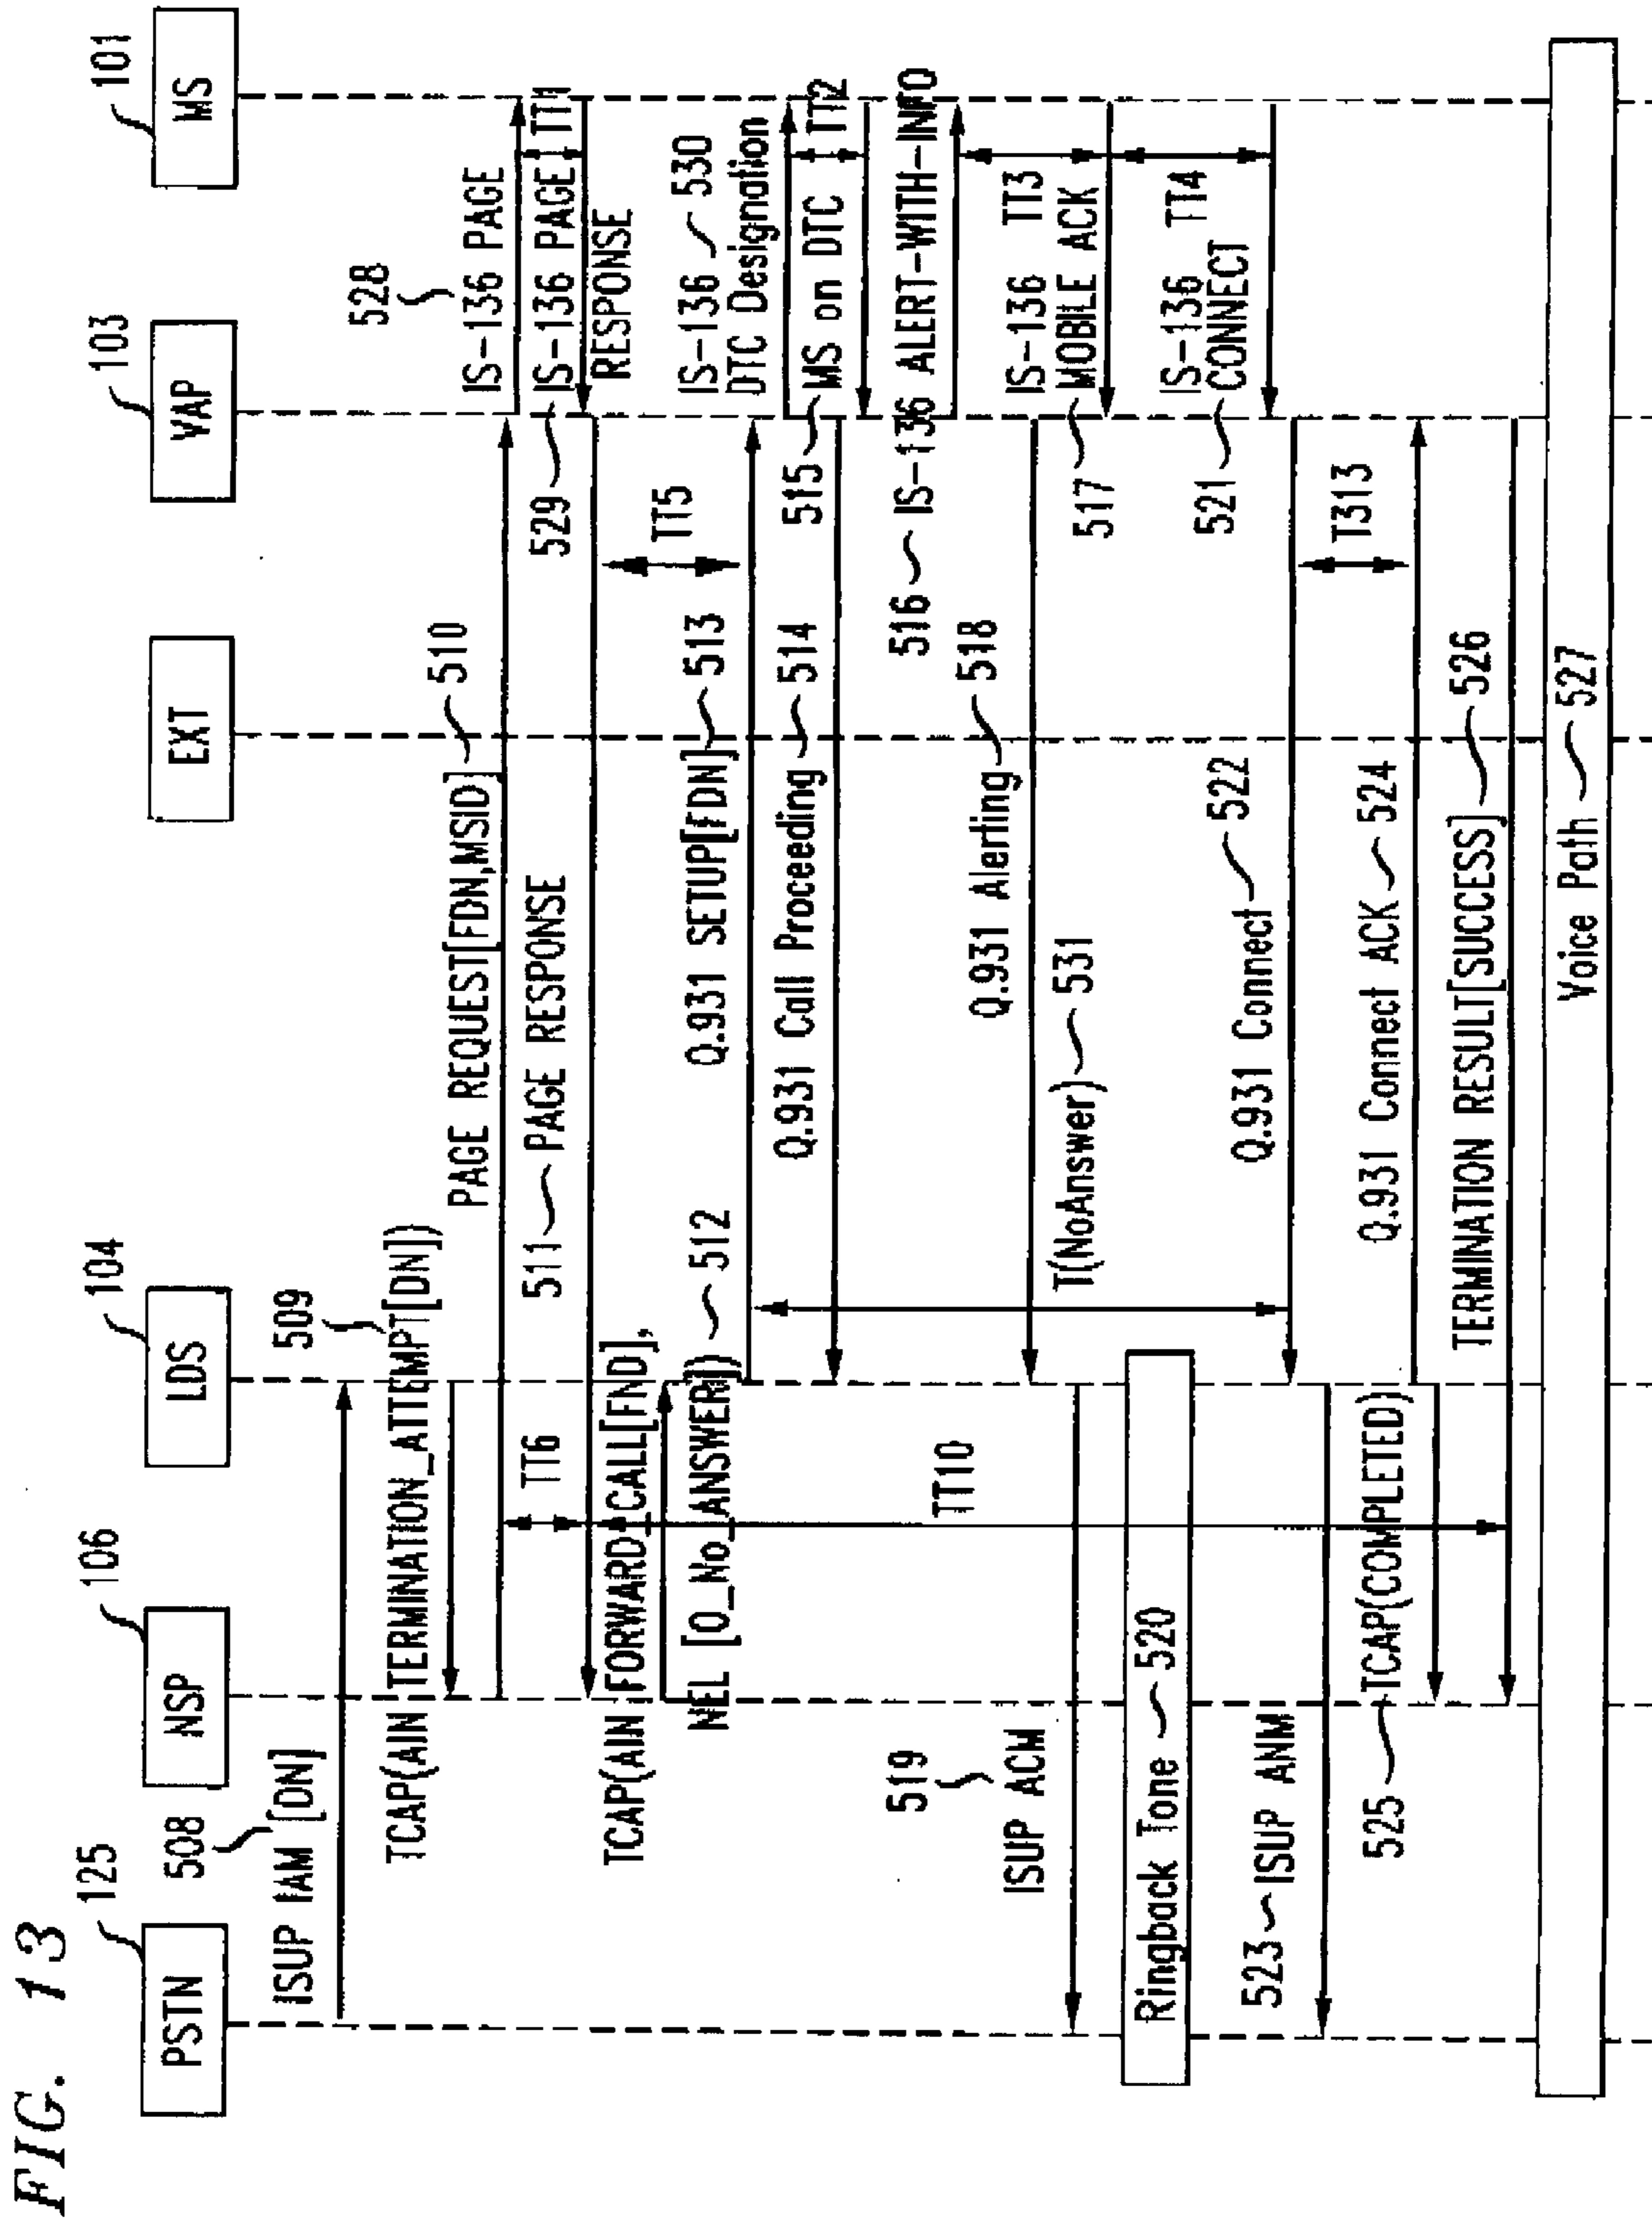 FIG. 13
PSTN
125
NSP
106
LDS
104
EXT
VAP
103
MS
101
508
ISUP IAM [DN]
509
TCAP(AIN TERMINATION_ATTEMPT[DN])
PAGE REQUEST[FDN,MSID]
510
528
IS-136 PAGE
TT6
511
PAGE RESPONSE
529
IS-136 PAGE
RESPONSE
TT1
TCAP(AIN FORWARD_CALL[FND],
NEL [O_No_ANSWER])
512
TT5
Q.931 SETUP[FDN]
513
IS-136
530
DTC Designation
Q.931 Call Proceeding
514
515
MS on DTC
TT2
516
IS-136 ALERT-WITH-INFO
TT10
Q.931 Alerting
518
IS-136
MOBILE ACK
517
TT3
519
ISUP ACM
T(NoAnswer)
531
Ringback Tone
520
IS-136
CONNECT
521
TT4
Q.931 Connect
522
523
ISUP ANM
T313
Q.931 Connect ACK
524
525
TCAP(COMPLETED)
TERMINATION RESULT[SUCCESS]
526
Voice Path
527